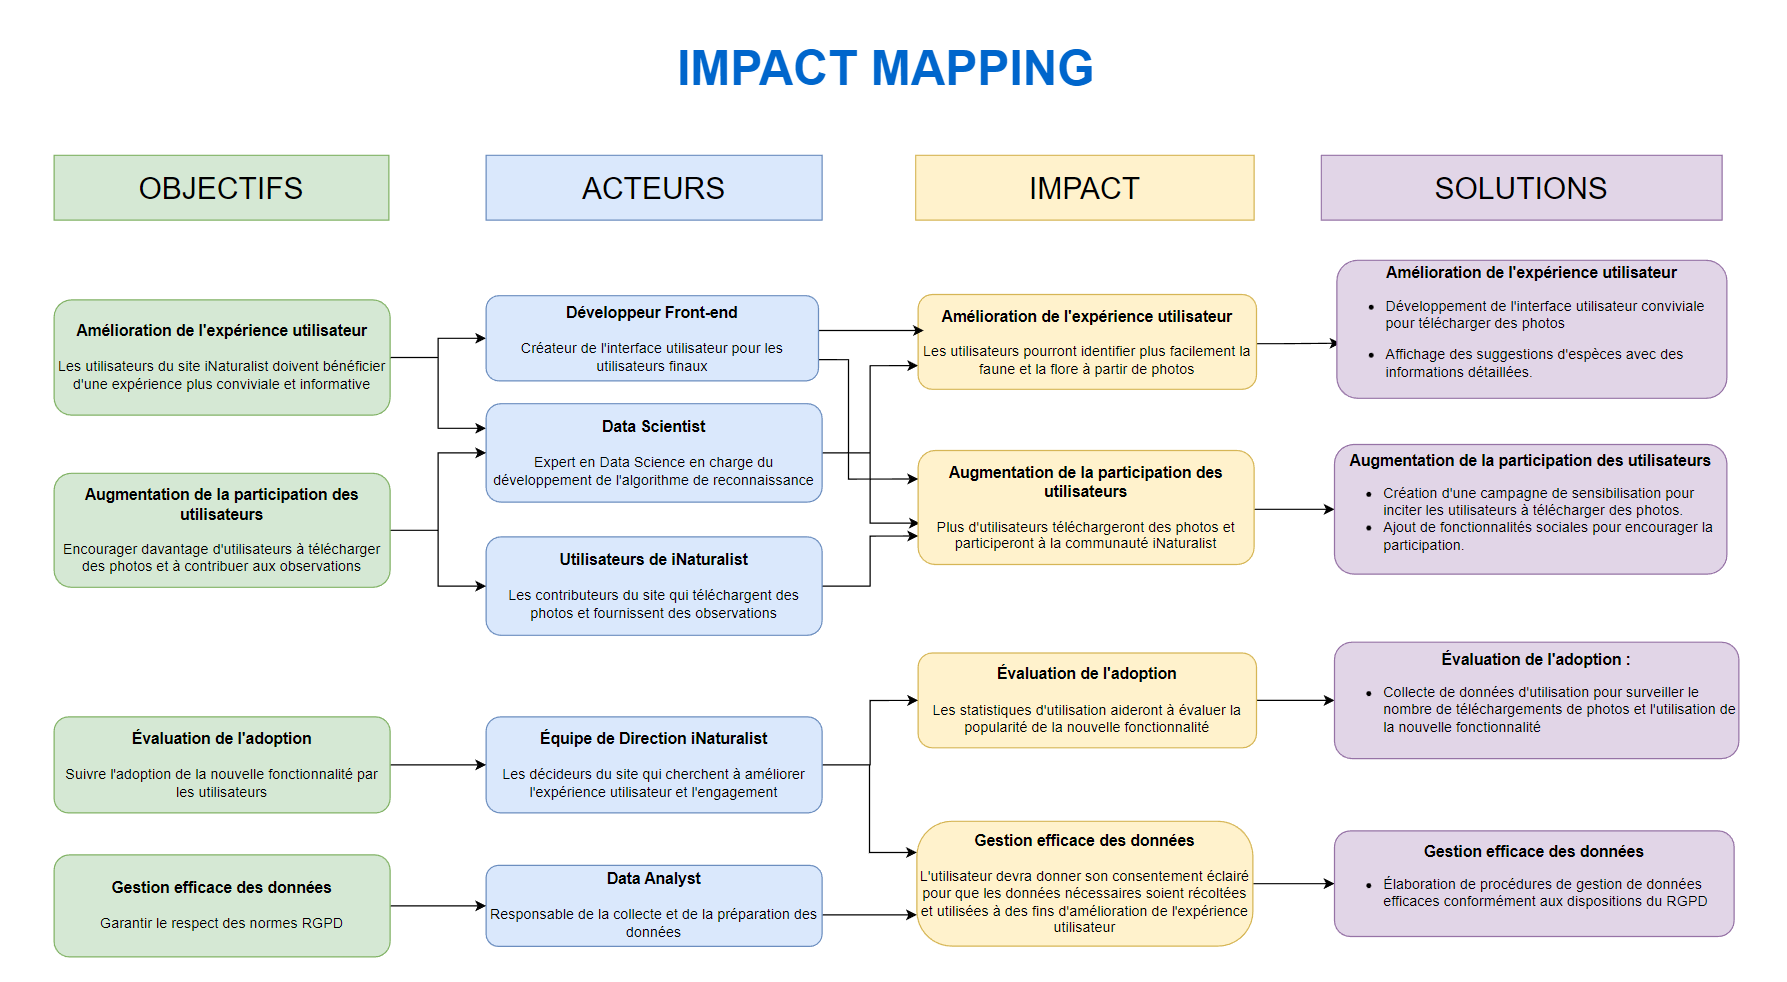 IMPACT MAPPING
OBJECTIFS
ACTEURS
IMPACT
SOLUTIONS
Amélioration de l'expérience utilisateur
Les utilisateurs du site iNaturalist doivent bénéficier
d'une expérience plus conviviale et informative
Augmentation de la participation des
utilisateurs
Encourager davantage d'utilisateurs à télécharger
des photos et à contribuer aux observations
Évaluation de l'adoption
Suivre l'adoption de la nouvelle fonctionnalité par
les utilisateurs
Gestion efficace des données
Garantir le respect des normes RGPD
Développeur Front-end
Créateur de l'interface utilisateur pour les
utilisateurs finaux
Data Scientist
Expert en Data Science en charge du
développement de l'algorithme de reconnaissance
Utilisateurs de iNaturalist
Les contributeurs du site qui téléchargent des
photos et fournissent des observations
Équipe de Direction iNaturalist
Les décideurs du site qui cherchent à améliorer
l'expérience utilisateur et l'engagement
Data Analyst
Responsable de la collecte et de la préparation des
données
Amélioration de l'expérience utilisateur
Les utilisateurs pourront identifier plus facilement la
faune et la flore à partir de photos
Augmentation de la participation des
utilisateurs
Plus d'utilisateurs téléchargeront des photos et
participeront à la communauté iNaturalist
Évaluation de l'adoption
Les statistiques d'utilisation aideront à évaluer la
popularité de la nouvelle fonctionnalité
Gestion efficace des données
L'utilisateur devra donner son consentement éclairé
pour que les données nécessaires soient récoltées
et utilisées à des fins d'amélioration de l'expérience
utilisateur
Amélioration de l'expérience utilisateur
• Développement de l'interface utilisateur conviviale
pour télécharger des photos
• Affichage des suggestions d'espèces avec des
informations détaillées.
Augmentation de la participation des utilisateurs
• Création d'une campagne de sensibilisation pour
inciter les utilisateurs à télécharger des photos.
• Ajout de fonctionnalités sociales pour encourager la
participation.
Évaluation de l'adoption :
• Collecte de données d'utilisation pour surveiller le
nombre de téléchargements de photos et l'utilisation de
la nouvelle fonctionnalité
Gestion efficace des données
• Élaboration de procédures de gestion de données
efficaces conformément aux dispositions du RGPD